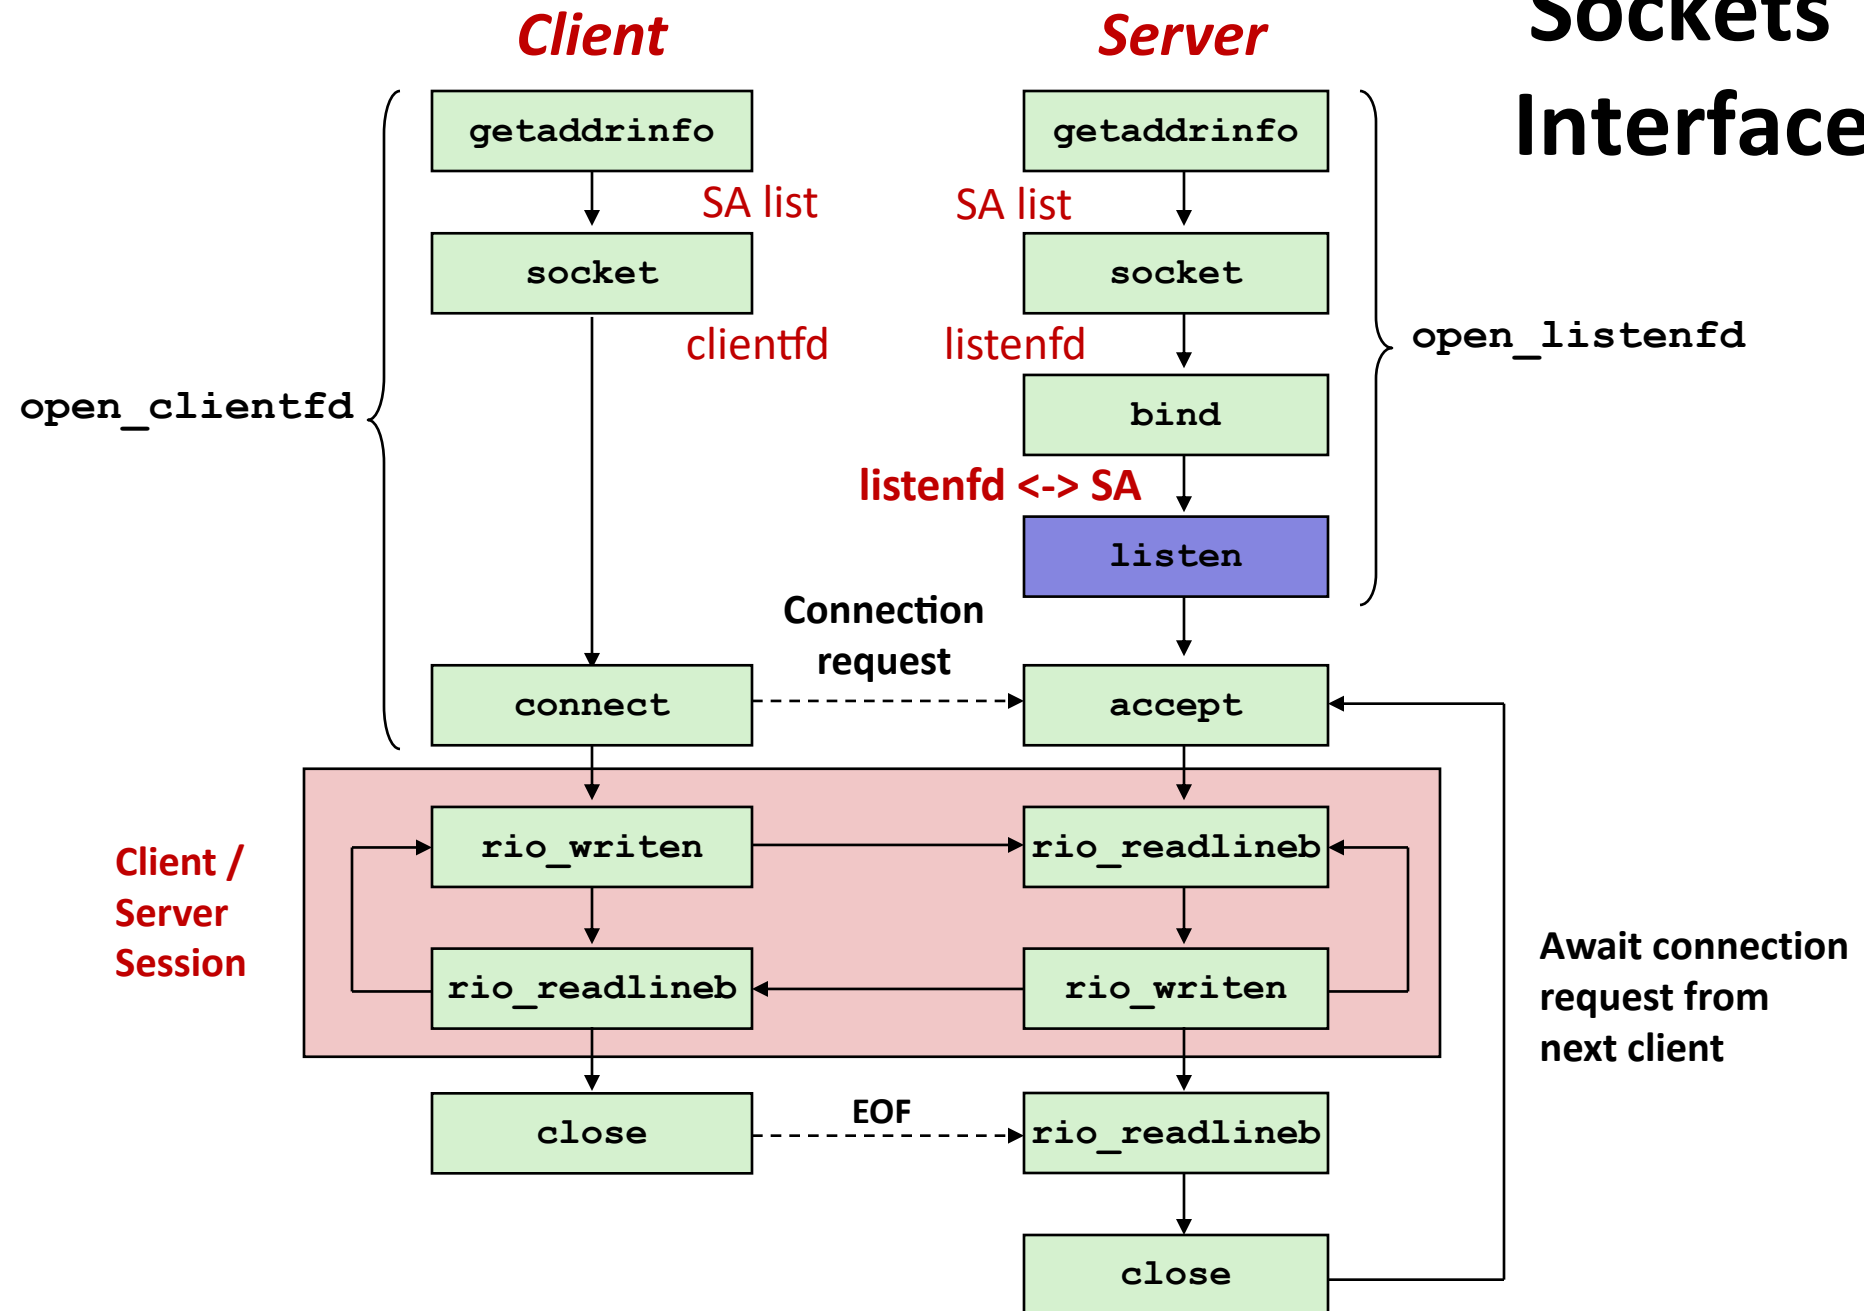 Client
Server
Sockets
Interface
getaddrinfo
getaddrinfo
SA list
SA list
socket
socket
clientfd
listenfd
open_listenfd
open_clientfd
bind
listenfd <-> SA
listen
Connection
request
connect
accept
Client /
Server
Session
rio_writen
rio_readlineb
rio_readlineb
rio_writen
Await connection
request from
next client
close
EOF
rio_readlineb
close